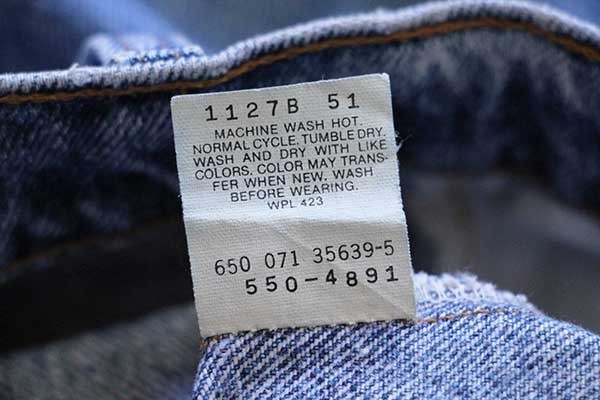 1127B 51
MACHINE WASH HOT.
NORMAL CYCLE. TUMBLE DRY.
WASH AND DRY WITH LIKE
COLORS. COLOR MAY TRANS-
FER WHEN NEW. WASH
BEFORE WEARING.
WPL 423
650 071 35639-5
550-4891